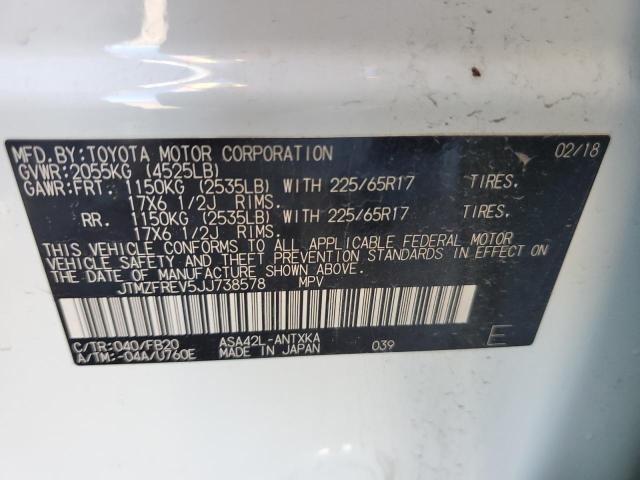 MFD.BY:TOYOTA MOTOR CORPORATION 02/18
GVWR:2055KG (4525LB)
GAWR:FRT. 1150KG (2535LB) WITH 225/65R17 TIRES.
17X6 1/2J RIMS.
RR. 1150KG (2535LB) WITH 225/65R17 TIRES.
17X6 1/2J RIMS.
THIS VEHICLE CONFORMS TO ALL APPLICABLE FEDERAL MOTOR
VEHICLE SAFETY AND THEFT PREVENTION STANDARDS IN EFFECT ON
THE DATE OF MANUFACTURE SHOWN ABOVE.
JTMZFREV5JJ738578 MPV
C/TR:040/FB20 ASA42L-ANTXKA 039 E
A/TM:-04A/U760E MADE IN JAPAN